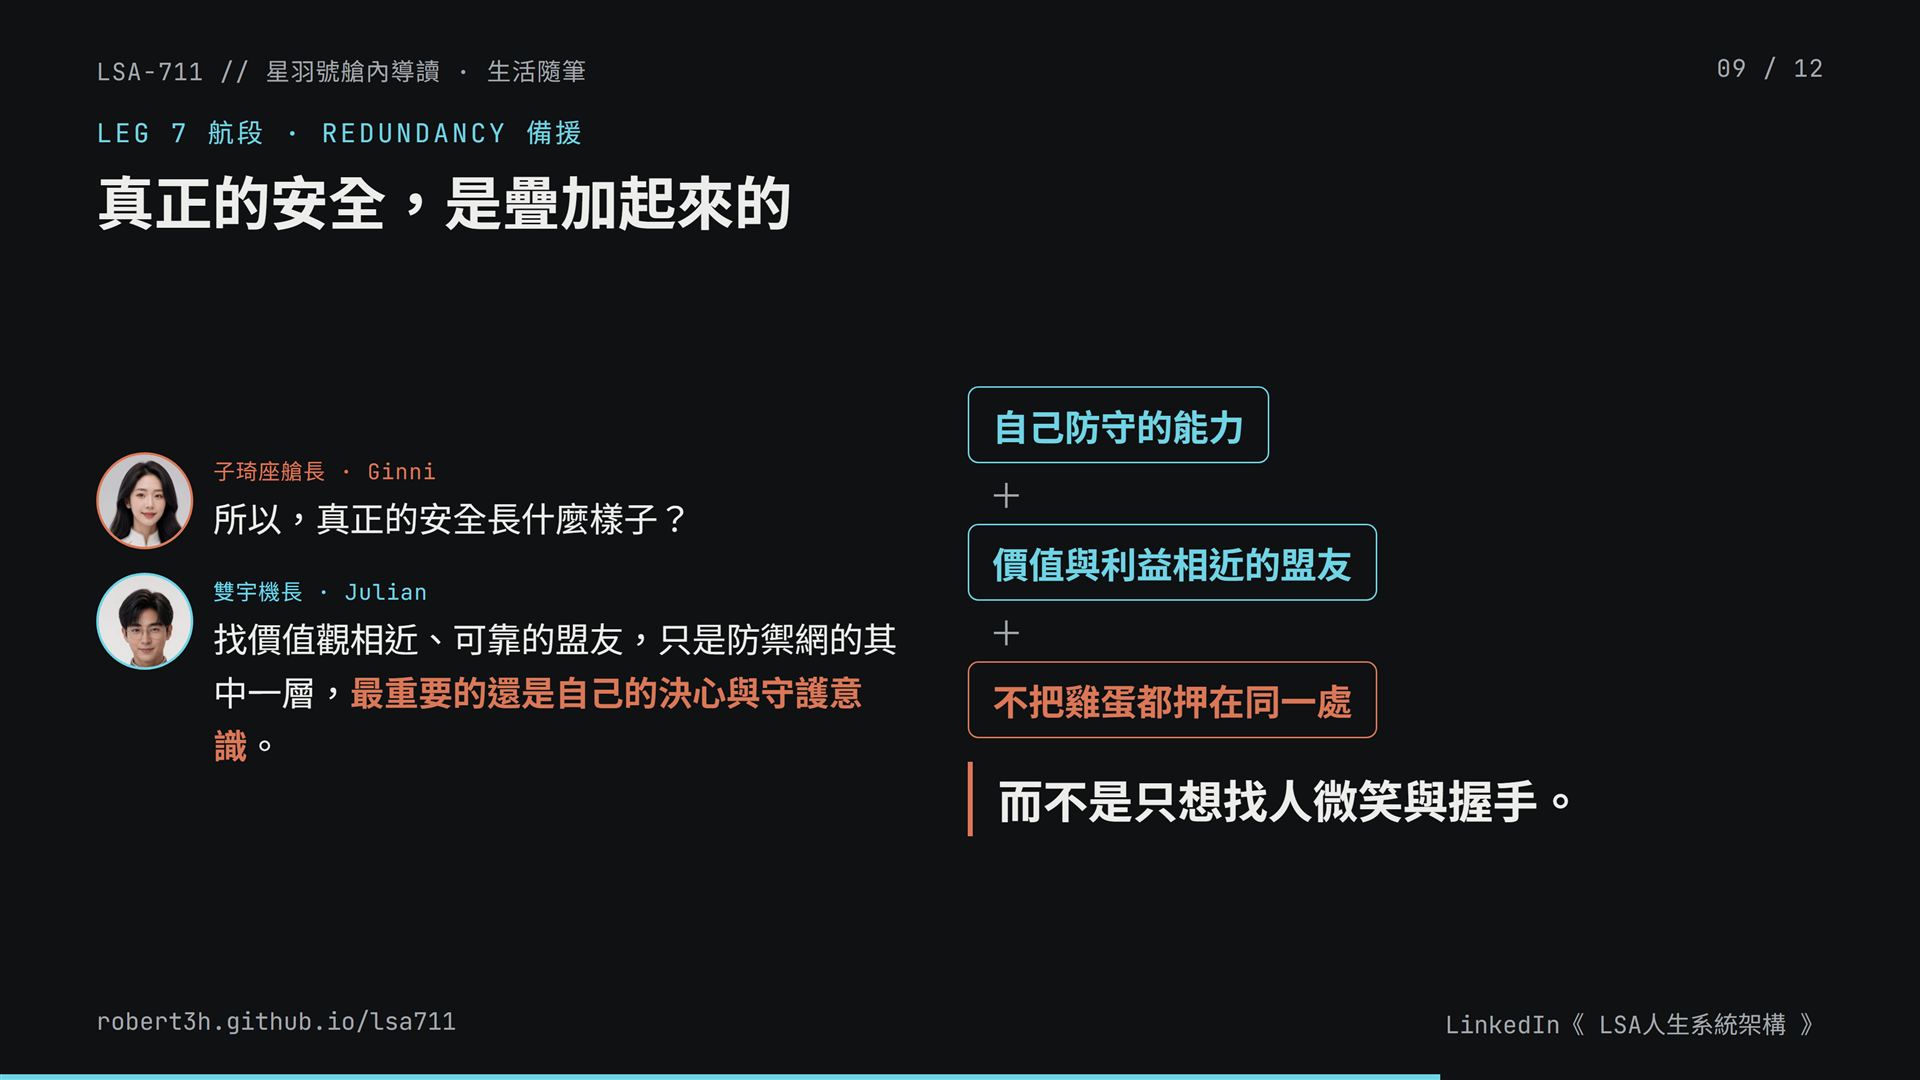 LSA-711 // 星羽號艙內導讀 · 生活隨筆
09 / 12
LEG 7 航段 · REDUNDANCY 備援
真正的安全，是疊加起來的
子琦座艙長 · Ginni
所以，真正的安全長什麼樣子？
雙宇機長 · Julian
找價值觀相近、可靠的盟友，只是防禦網的其
中一層，最重要的還是自己的決心與守護意
識。
自己防守的能力
+
價值與利益相近的盟友
+
不把雞蛋都押在同一處
而不是只想找人微笑與握手。
robert3h.github.io/lsa711
LinkedIn《 LSA人生系統架構 》